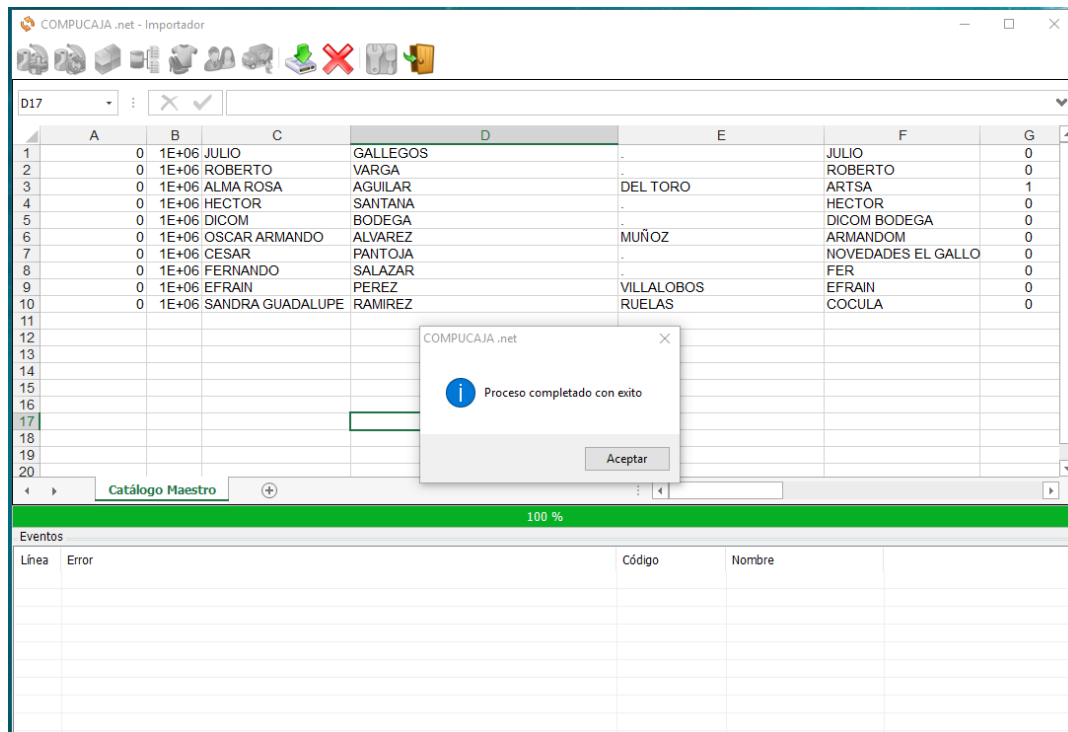 COMPUCAJA .net - Importador
D17
A B C D E F G
1 0 1E+06 JULIO GALLEGOS . JULIO 0
2 0 1E+06 ROBERTO VARGA . ROBERTO 0
3 0 1E+06 ALMA ROSA AGUILAR DEL TORO ARTSA 1
4 0 1E+06 HECTOR SANTANA . HECTOR 0
5 0 1E+06 DICOM BODEGA . DICOM BODEGA 0
6 0 1E+06 OSCAR ARMANDO ALVAREZ MUÑOZ ARMANDOM 0
7 0 1E+06 CESAR PANTOJA . NOVEDADES EL GALLO 0
8 0 1E+06 FERNANDO SALAZAR . FER 0
9 0 1E+06 EFRAIN PEREZ VILLALOBOS EFRAIN 0
10 0 1E+06 SANDRA GUADALUPE RAMIREZ RUELAS COCULA 0
11
12
COMPUCAJA .net
13
14
15
Proceso completado con exito
16
17
18
19
Aceptar
20
Catálogo Maestro
100 %
Eventos
Línea Error Código Nombre